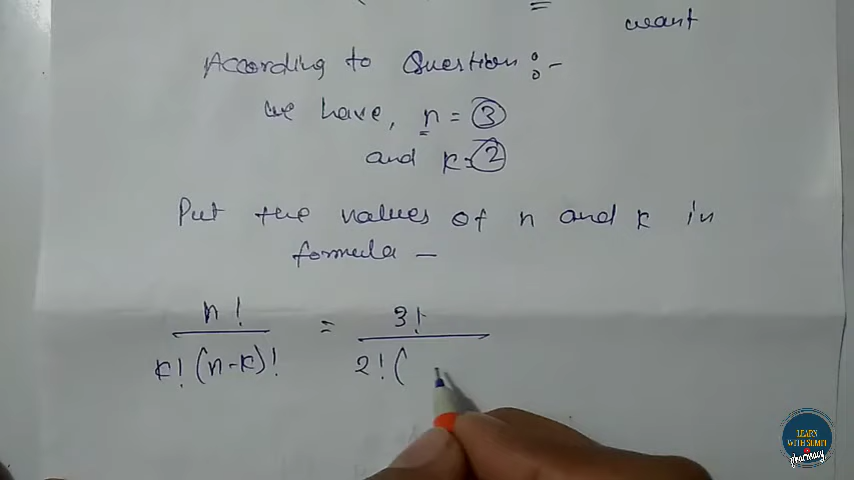 =
want
According to Question :-
we have, n = 3
and k = 2
Put the values of n and k in
formula —
n! / k!(n-k)! = 3! / 2!(
LEARN
WITH SUMIT
Pharmacy